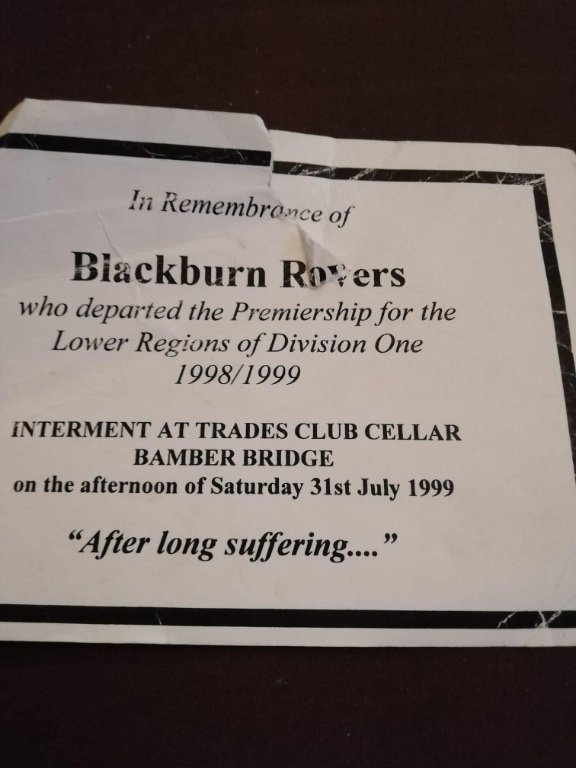 In Remembrance of
Blackburn Rovers
who departed the Premiership for the
Lower Regions of Division One
1998/1999
INTERMENT AT TRADES CLUB CELLAR
BAMBER BRIDGE
on the afternoon of Saturday 31st July 1999
“After long suffering....”